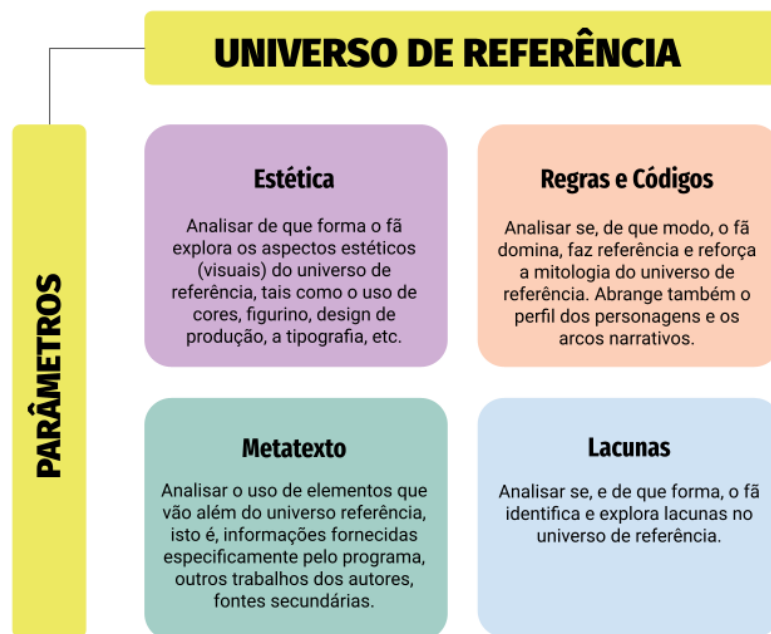 UNIVERSO DE REFERÊNCIA
PARÂMETROS
Estética
Analisar de que forma o fã
explora os aspectos estéticos
(visuais) do universo de
referência, tais como o uso de
cores, figurino, design de
produção, a tipografia, etc.
Regras e Códigos
Analisar se, de que modo, o fã
domina, faz referência e reforça
a mitologia do universo de
referência. Abrange também o
perfil dos personagens e os
arcos narrativos.
Metatexto
Analisar o uso de elementos que
vão além do universo referência,
isto é, informações fornecidas
especificamente pelo programa,
outros trabalhos dos autores,
fontes secundárias.
Lacunas
Analisar se, e de que forma, o fã
identifica e explora lacunas no
universo de referência.